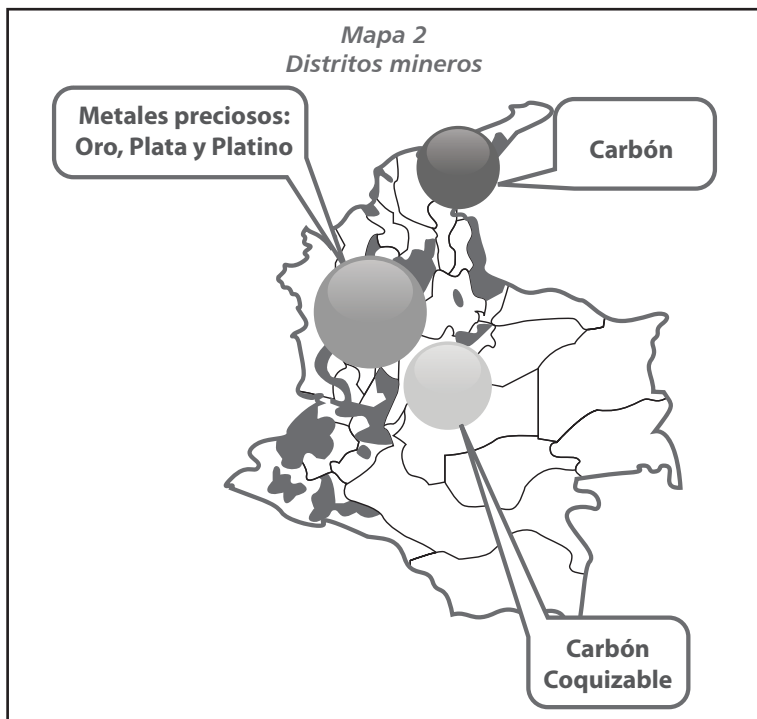 Mapa 2
Distritos mineros
Metales preciosos:
Oro, Plata y Platino
Carbón
Carbón
Coquizable